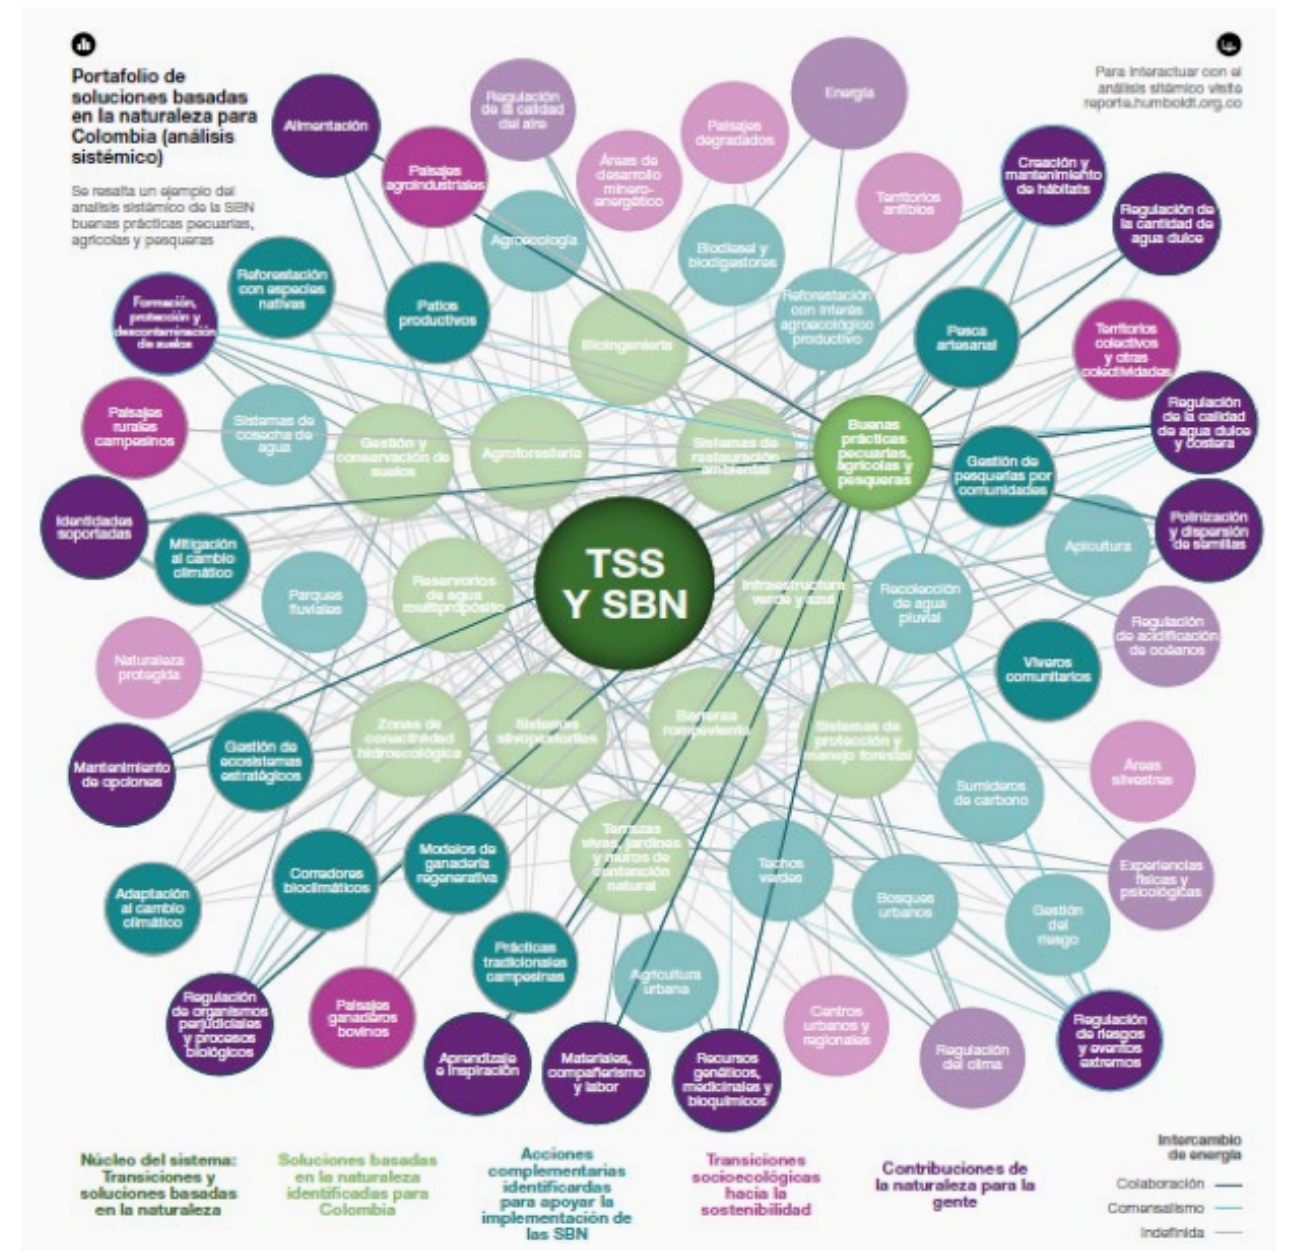 Portafolio de
soluciones basadas
en la naturaleza para
Colombia (análisis
sistémico)
Se resalta un ejemplo del
analisis sistémico de la SBN
buenas prácticas pecuarias,
agrícolas y pesqueras
Para interactuar con el
análisis sitámico visite
reporte.humboldt.org.co
Alimentación
Regulación
de la calidad
del aire
Energía
Paisajes
degradados
Paisajes
agroindustriales
Áreas de
desarrollo
minero-
energético
Creación y
mantenimiento
de hábitats
Territorios
anfibios
Regulación de
la cantidad de
agua dulce
Agroecología
Biodiesel y
biodigestores
Reforestación
con especies
nativas
Patios
productivos
Reforestación
con interés
agroecológico
productivo
Formación,
protección y
descontaminación
de suelos
Bioingeniería
Pesca
artesanal
Territorios
colectivos
y otras
colectividades
Paisajes
rurales
campesinos
Sistemas de
cosecha de
agua
Gestión y
conservación de
suelos
Agroforestería
Sistemas de
restauración
ambiental
Buenas
prácticas
pecuarias,
agrícolas y
pesqueras
Gestión de
pesquerías por
comunidades
Regulación
de la calidad
de agua dulce
y costera
Identidades
soportadas
Mitigación
al cambio
climático
Apicultura
Polinización
y dispersión
de semillas
Parques
fluviales
Reservorios
de agua
multipropósito
TSS
Y SBN
Infraestructura
verde y azul
Recolección
de agua
pluvial
Regulación
de acidificación
de océanos
Naturaleza
protegida
Viveros
comunitarios
Mantenimiento
de opciones
Gestión de
ecosistemas
estratégicos
Zonas de
conectividad
hidroecológica
Sistemas
silvopastoriles
Barreras
rompeviento
Sistemas de
protección y
manejo forestal
Sumideros
de carbono
Áreas
silvestres
Adaptación
al cambio
climático
Corredores
bioclimáticos
Modelos de
ganadería
regenerativa
Terrazas
vivas, jardines
y muros de
contención
natural
Techos
verdes
Bosques
urbanos
Gestión
del
riesgo
Experiencias
físicas y
psicológicas
Prácticas
tradicionales
campesinas
Agricultura
urbana
Regulación
de organismos
perjudiciales
y procesos
biológicos
Paisajes
ganaderos
bovinos
Aprendizaje
e inspiración
Materiales,
compañerismo
y labor
Recursos
genéticos,
medicinales y
bioquímicos
Centros
urbanos y
regionales
Regulación
del clima
Regulación
de riesgos
y eventos
extremos
Núcleo del sistema:
Transiciones y
soluciones basadas
en la naturaleza
Soluciones basadas
en la naturaleza
identificadas para
Colombia
Acciones
complementarias
identificardas
para apoyar la
implementación de
las SBN
Transiciones
socioecológicas
hacia la
sostenibilidad
Contribuciones de
la naturaleza para la
gente
Intercambio
de energía
Colaboración
Comensalismo
Indefinida